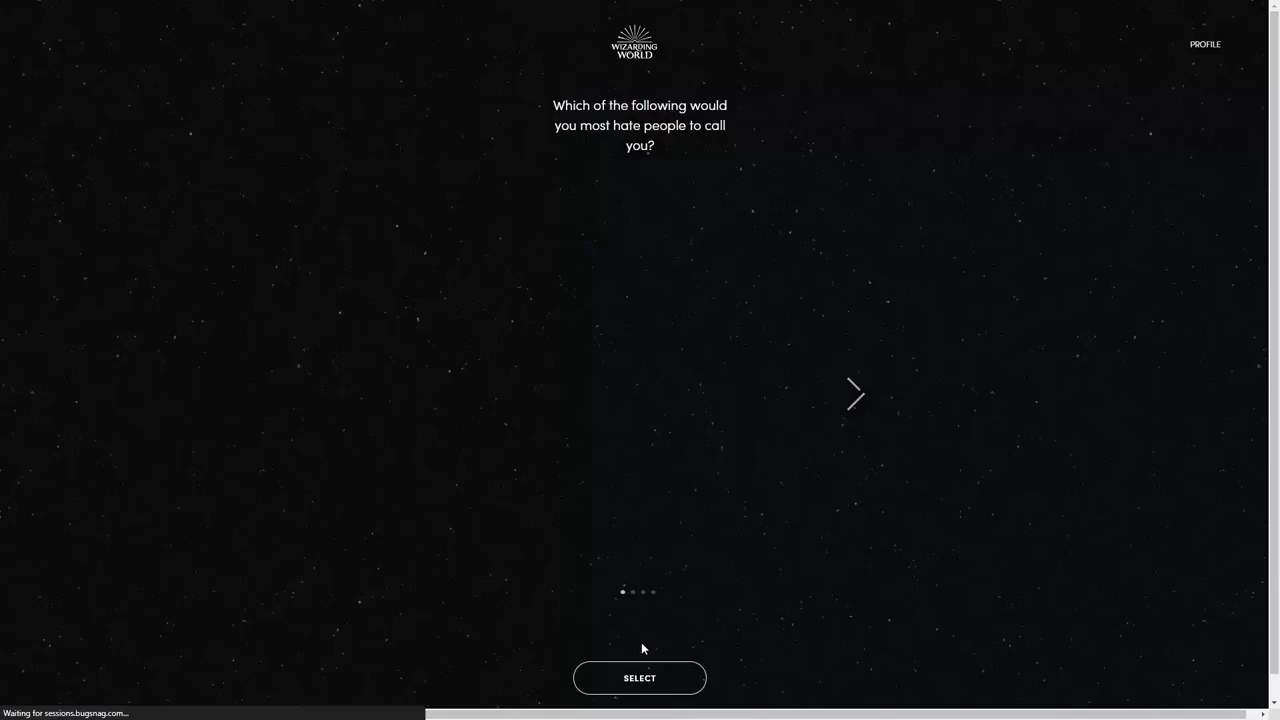 WIZARDING
WORLD
PROFILE
Which of the following would
you most hate people to call
you?
SELECT
Waiting for sessions.bugsnag.com...